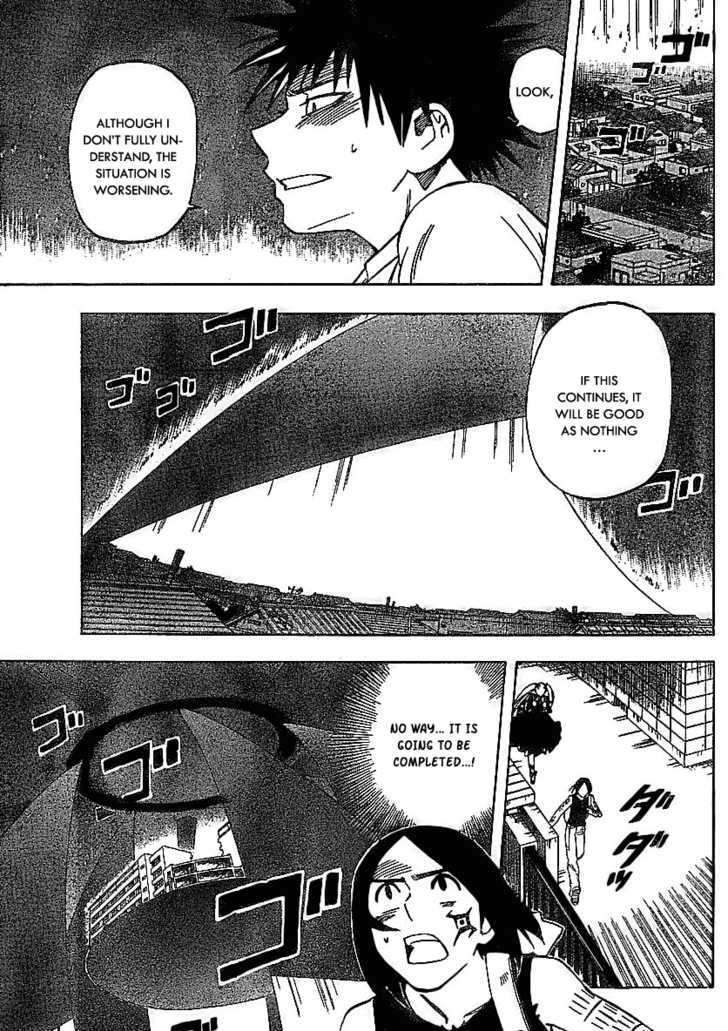 ゴゴ
ゴ
ゴ
LOOK,
ALTHOUGH I
DON'T FULLY UN-
DERSTAND, THE
SITUATION IS
WORSENING.
IF THIS
CONTINUES, IT
WILL BE GOOD
AS NOTHING
...
ゴ
ゴ
ゴ
ゴ
ダ
ダ
ッ
NO WAY... IT IS
GOING TO BE
COMPLETED...!
ゴ
ゴ
ゴゴ